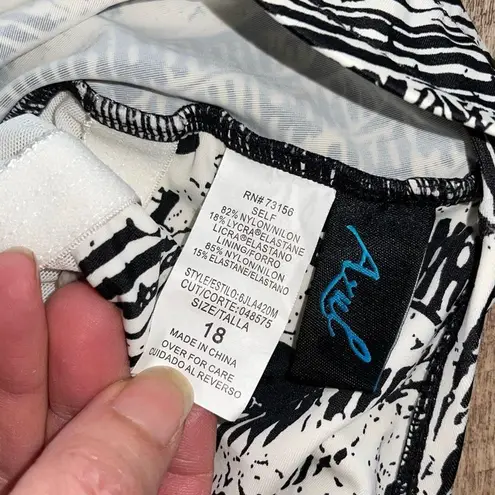 RN# 73156
SELF
82% NYLON/NILON
18% LYCRA®ELASTANE
LICRA®ELASTANO
LINING/FORRO
85% NYLON/NILON
15% ELASTANE/ELASTANO
STYLE/ESTILO:6JLA420M
CUT/CORTE:048575
SIZE/TALLA
18
MADE IN CHINA
OVER FOR CARE
CUIDADO AL REVERSO
Axel